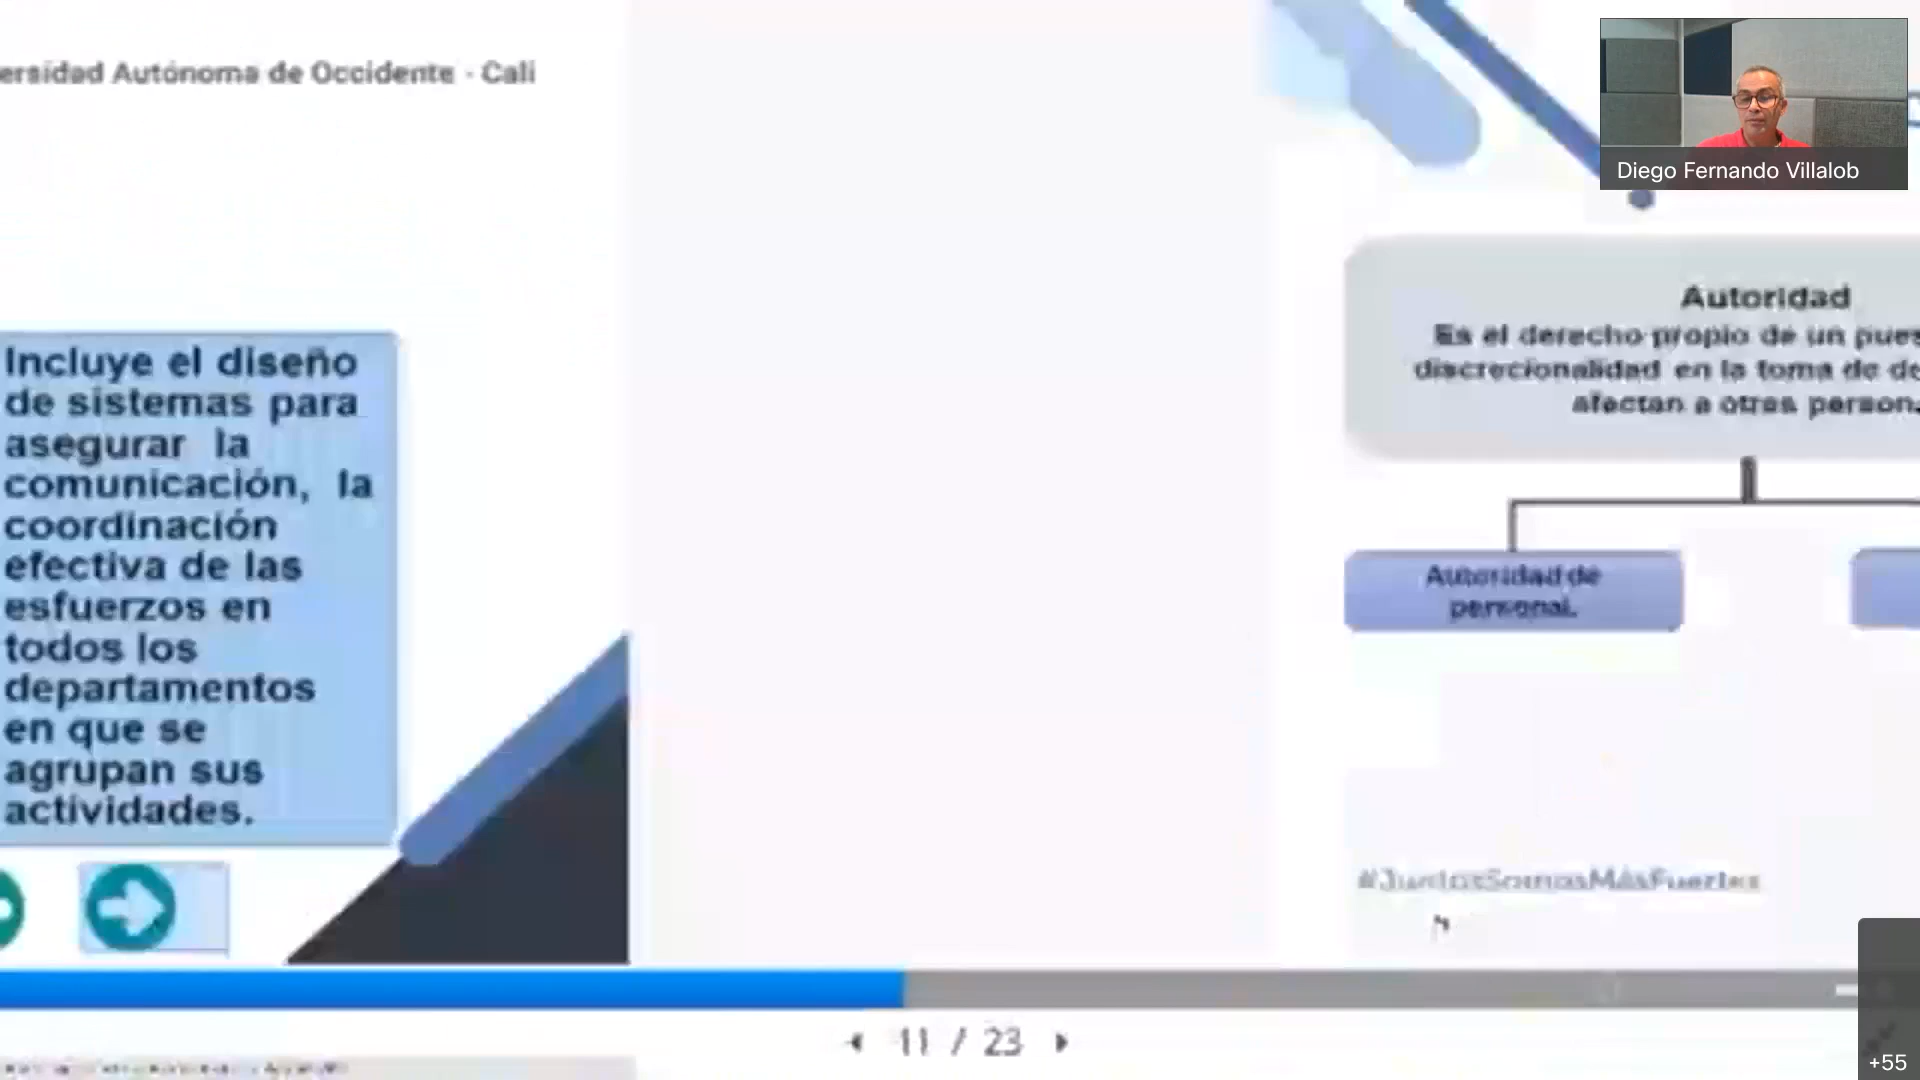 ersidad Autónoma de Occidente - Cali
Incluye el diseño
de sistemas para
asegurar la
comunicación, la
coordinación
efectiva de las
esfuerzos en
todos los
departamentos
en que se
agrupan sus
actividades.
Diego Fernando Villalob
Autoridad
Es el derecho propio de un pues
discrecionalidad en la toma de de
afectan a otras person
Autoridad de
personal.
#JuntosSomosMásFuertes
11 / 23
+55